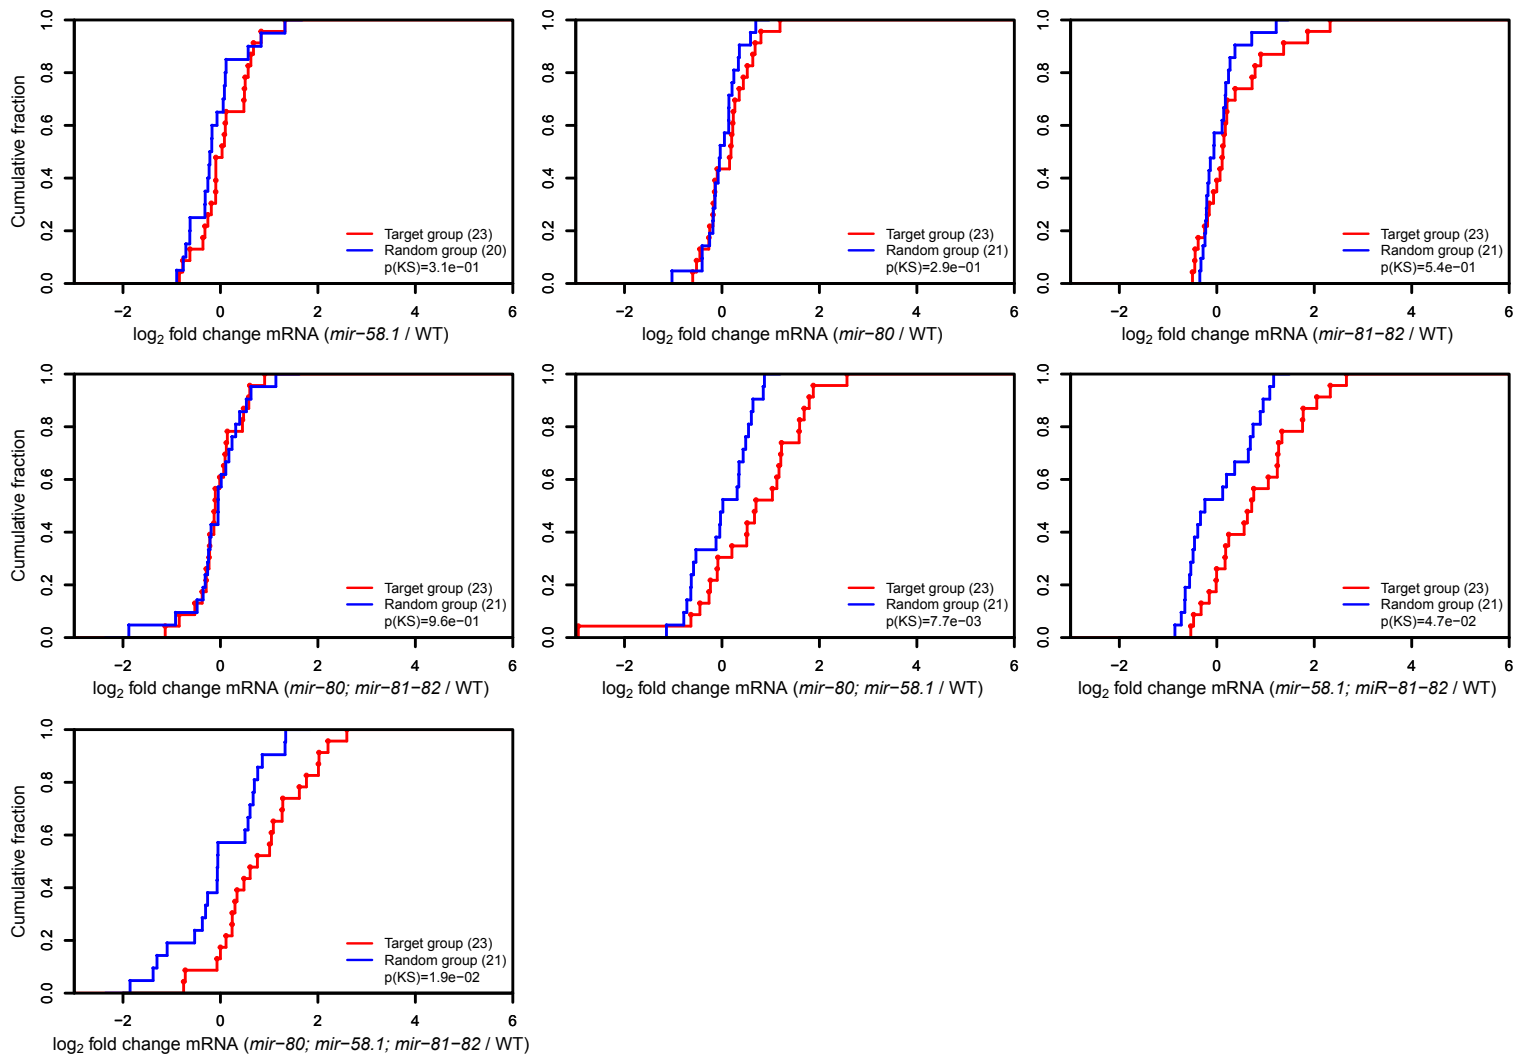 Cumulative fraction
0.0 0.2 0.4 0.6 0.8 1.0
Target group (23)
Random group (20)
p(KS)=3.1e−01
−2 0 2 4 6
log2 fold change mRNA (mir−58.1 / WT)
0.0 0.2 0.4 0.6 0.8 1.0
Target group (23)
Random group (21)
p(KS)=2.9e−01
−2 0 2 4 6
log2 fold change mRNA (mir−80 / WT)
0.0 0.2 0.4 0.6 0.8 1.0
Target group (23)
Random group (21)
p(KS)=5.4e−01
−2 0 2 4 6
log2 fold change mRNA (mir−81−82 / WT)
Cumulative fraction
0.0 0.2 0.4 0.6 0.8 1.0
Target group (23)
Random group (21)
p(KS)=9.6e−01
−2 0 2 4 6
log2 fold change mRNA (mir−80; mir−81−82 / WT)
0.0 0.2 0.4 0.6 0.8 1.0
Target group (23)
Random group (21)
p(KS)=7.7e−03
−2 0 2 4 6
log2 fold change mRNA (mir−80; mir−58.1 / WT)
0.0 0.2 0.4 0.6 0.8 1.0
Target group (23)
Random group (21)
p(KS)=4.7e−02
−2 0 2 4 6
log2 fold change mRNA (mir−58.1; miR−81−82 / WT)
Cumulative fraction
0.0 0.2 0.4 0.6 0.8 1.0
Target group (23)
Random group (21)
p(KS)=1.9e−02
−2 0 2 4 6
log2 fold change mRNA (mir−80; mir−58.1; mir−81−82 / WT)